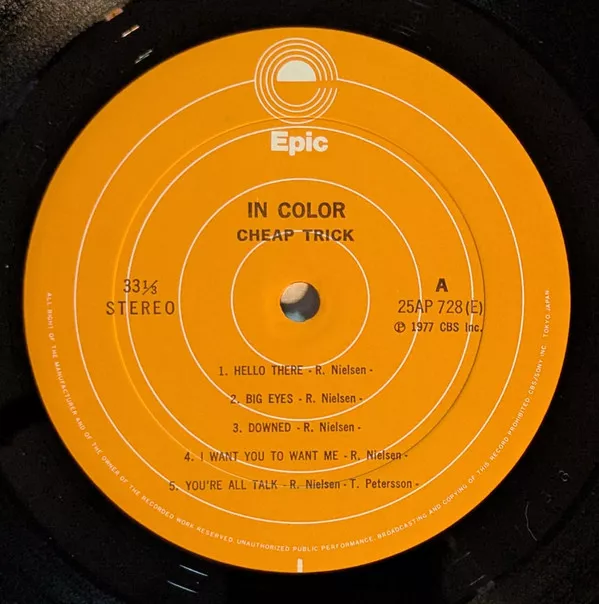 Epic
IN COLOR
CHEAP TRICK
33⅓
STEREO
A
25AP 728(E)
℗ 1977 CBS Inc.
1. HELLO THERE - R. Nielsen -
2. BIG EYES - R. Nielsen -
3. DOWNED - R. Nielsen -
4. I WANT YOU TO WANT ME - R. Nielsen -
5. YOU'RE ALL TALK - R. Nielsen - T. Petersson -
ALL RIGHT OF THE MANUFACTURER AND OF THE OWNER OF THE RECORDED WORK RESERVED. UNAUTHORIZED PUBLIC PERFORMANCE, BROADCASTING AND COPYING OF THIS RECORD PROHIBITED. CBS/SONY INC. TOKYO, JAPAN